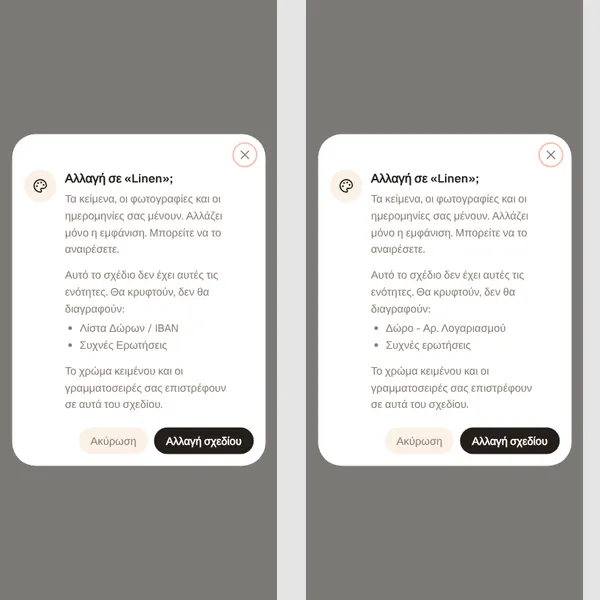 Αλλαγή σε «Linen»;
Τα κείμενα, οι φωτογραφίες και οι
ημερομηνίες σας μένουν. Αλλάζει
μόνο η εμφάνιση. Μπορείτε να το
αναιρέσετε.
Αυτό το σχέδιο δεν έχει αυτές τις
ενότητες. Θα κρυφτούν, δεν θα
διαγραφούν:
• Λίστα Δώρων / IBAN
• Συχνές Ερωτήσεις
Το χρώμα κειμένου και οι
γραμματοσειρές σας επιστρέφουν
σε αυτά του σχεδίου.
Ακύρωση
Αλλαγή σχεδίου
Αλλαγή σε «Linen»;
Τα κείμενα, οι φωτογραφίες και οι
ημερομηνίες σας μένουν. Αλλάζει
μόνο η εμφάνιση. Μπορείτε να το
αναιρέσετε.
Αυτό το σχέδιο δεν έχει αυτές τις
ενότητες. Θα κρυφτούν, δεν θα
διαγραφούν:
• Δώρο - Αρ. Λογαριασμού
• Συχνές ερωτήσεις
Το χρώμα κειμένου και οι
γραμματοσειρές σας επιστρέφουν
σε αυτά του σχεδίου.
Ακύρωση
Αλλαγή σχεδίου